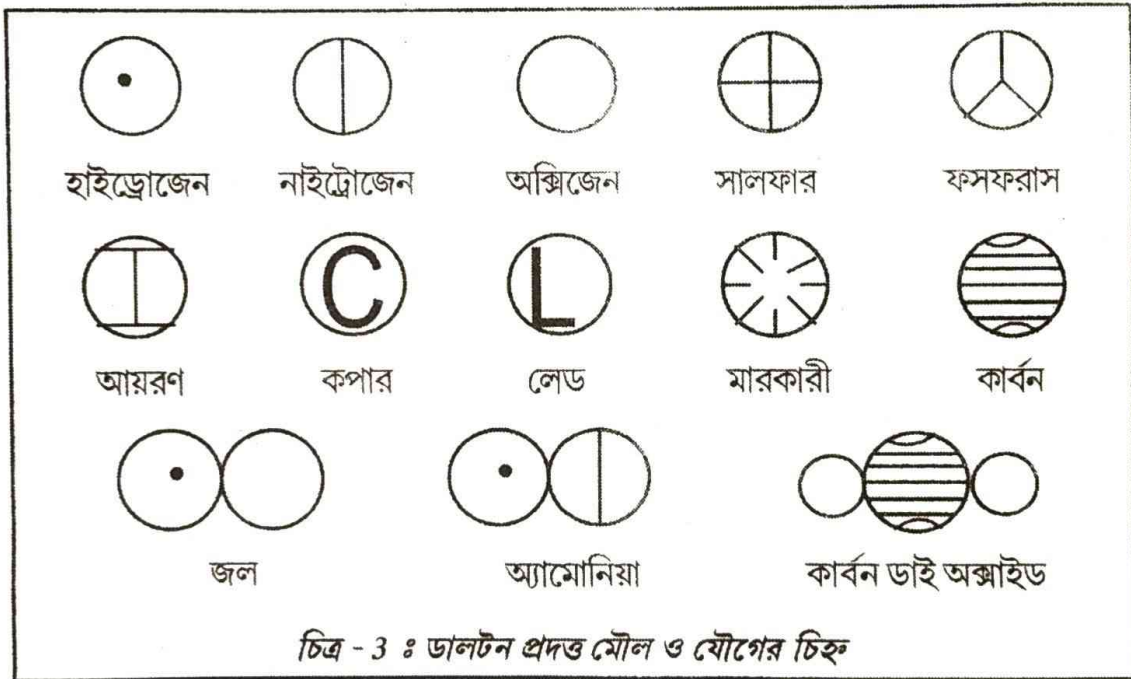 হাইড্রোজেন নাইট্রোজেন অক্সিজেন সালফার ফসফরাস
C L
আয়রণ কপার লেড মারকারী কার্বন
জল অ্যামোনিয়া কার্বন ডাই অক্সাইড
চিত্র - 3 ঃ ডালটন প্রদত্ত মৌল ও যৌগের চিহ্ন